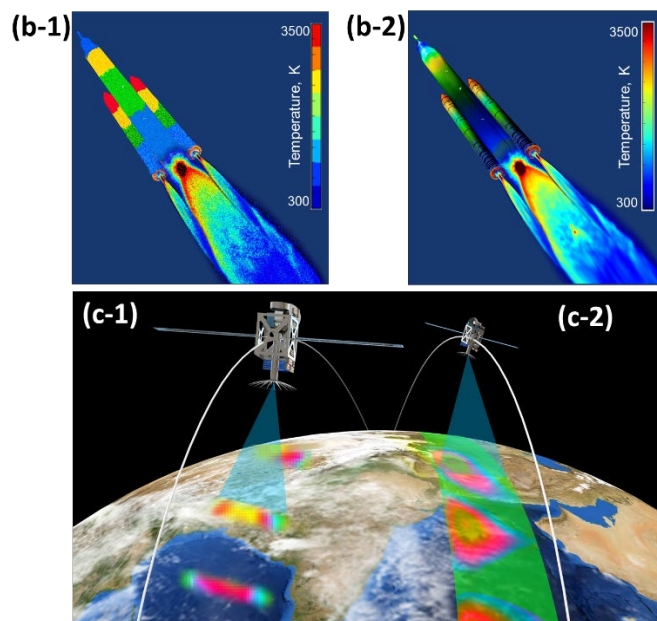 (b-1)
3500
Temperature, K
300
(b-2)
3500
Temperature, K
300
(c-1)
(c-2)